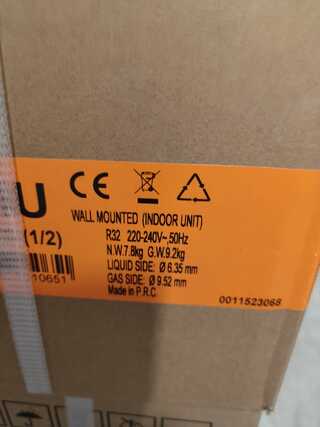 U
CE
WALL MOUNTED (INDOOR UNIT)
(1/2)
R32 220-240V~,50Hz
N.W.7.8kg G.W.9.2kg
LIQUID SIDE: Ø 6.35 mm
10651
GAS SIDE: Ø 9.52 mm
Made in P.R.C
0011523068